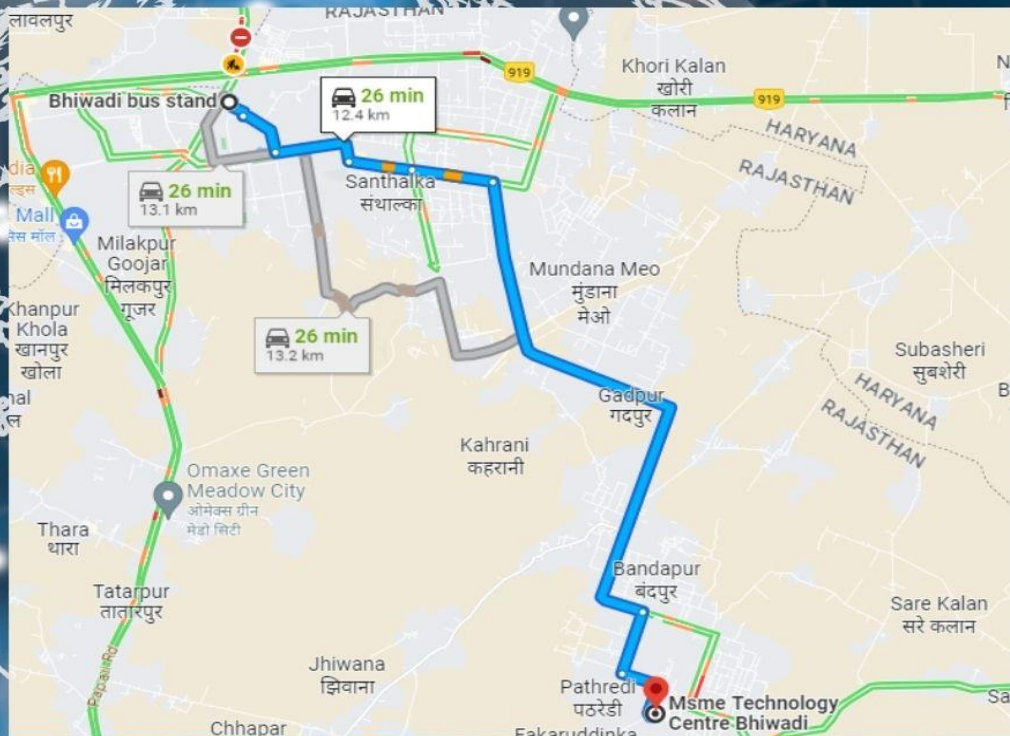 लावलपुर
RAJASTHAN
919
Khori Kalan
खोरी
कलान
919
Bhiwadi bus stand
26 min
12.4 km
HARYANA
RAJASTHAN
26 min
13.1 km
Santhalka
संथाल्का
Mall
Milakpur
Goojar
मिलकपुर
गूजर
Mundana Meo
मुंडाना
मेओ
Khanpur
Khola
खानपुर
खोला
26 min
13.2 km
Subasheri
सुबशेरी
HARYANA
RAJASTHAN
Gadpur
गदपुर
Kahrani
कहरानी
Omaxe Green
Meadow City
ओमेक्स ग्रीन
मेडो सिटी
Thara
थारा
Bandapur
बंदपुर
Tatarpur
तातारपुर
Sare Kalan
सरे कलान
Jhiwana
झिवाना
Pathredi
पठरेडी
Msme Technology
Centre Bhiwadi
Chhapar
Fakaruddinka